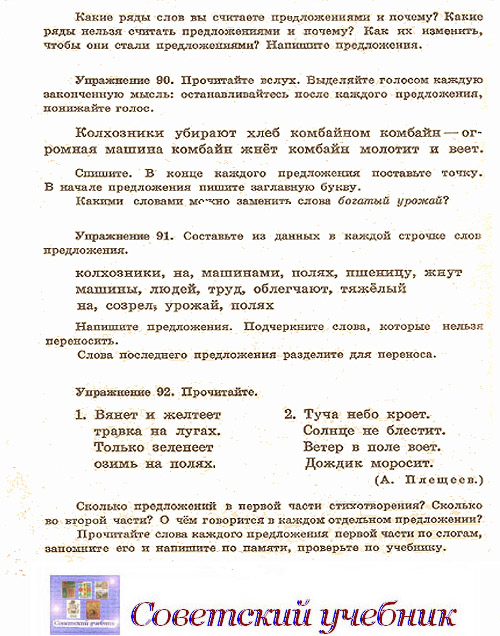 Какие ряды слов вы считаете предложениями и почему? Какие
ряды нельзя считать предложениями и почему? Как их изменить,
чтобы они стали предложениями? Напишите предложения.
Упражнение 90. Прочитайте вслух. Выделяйте голосом каждую
законченную мысль: останавливайтесь после каждого предложения,
понижайте голос.
Колхозники убирают хлеб комбайном комбайн — ог-
ромная машина комбайн жнёт комбайн молотит и веет.
Спишите. В конце каждого предложения поставьте точку.
В начале предложения пишите заглавную букву.
Какими словами можно заменить слова богатый урожай?
Упражнение 91. Составьте из данных в каждой строчке слов
предложения.
колхозники, на, машинами, полях, пшеницу, жнут
машины, людей, труд, облегчают, тяжёлый
на, созрел, урожай, полях
Напишите предложения. Подчеркните слова, которые нельзя
переносить.
Слова последнего предложения разделите для переноса.
Упражнение 92. Прочитайте.
1. Вянет и желтеет
травка на лугах.
Только зеленеет
озимь на полях.
2. Туча небо кроет.
Солнце не блестит.
Ветер в поле воет.
Дождик моросит.
(А. Плещеев.)
Сколько предложений в первой части стихотворения? Сколько
во второй части? О чём говорится в каждом отдельном предложении?
Прочитайте слова каждого предложения первой части по слогам,
запомните его и напишите по памяти, проверьте по учебнику.
Советский учебник
Советский учебник